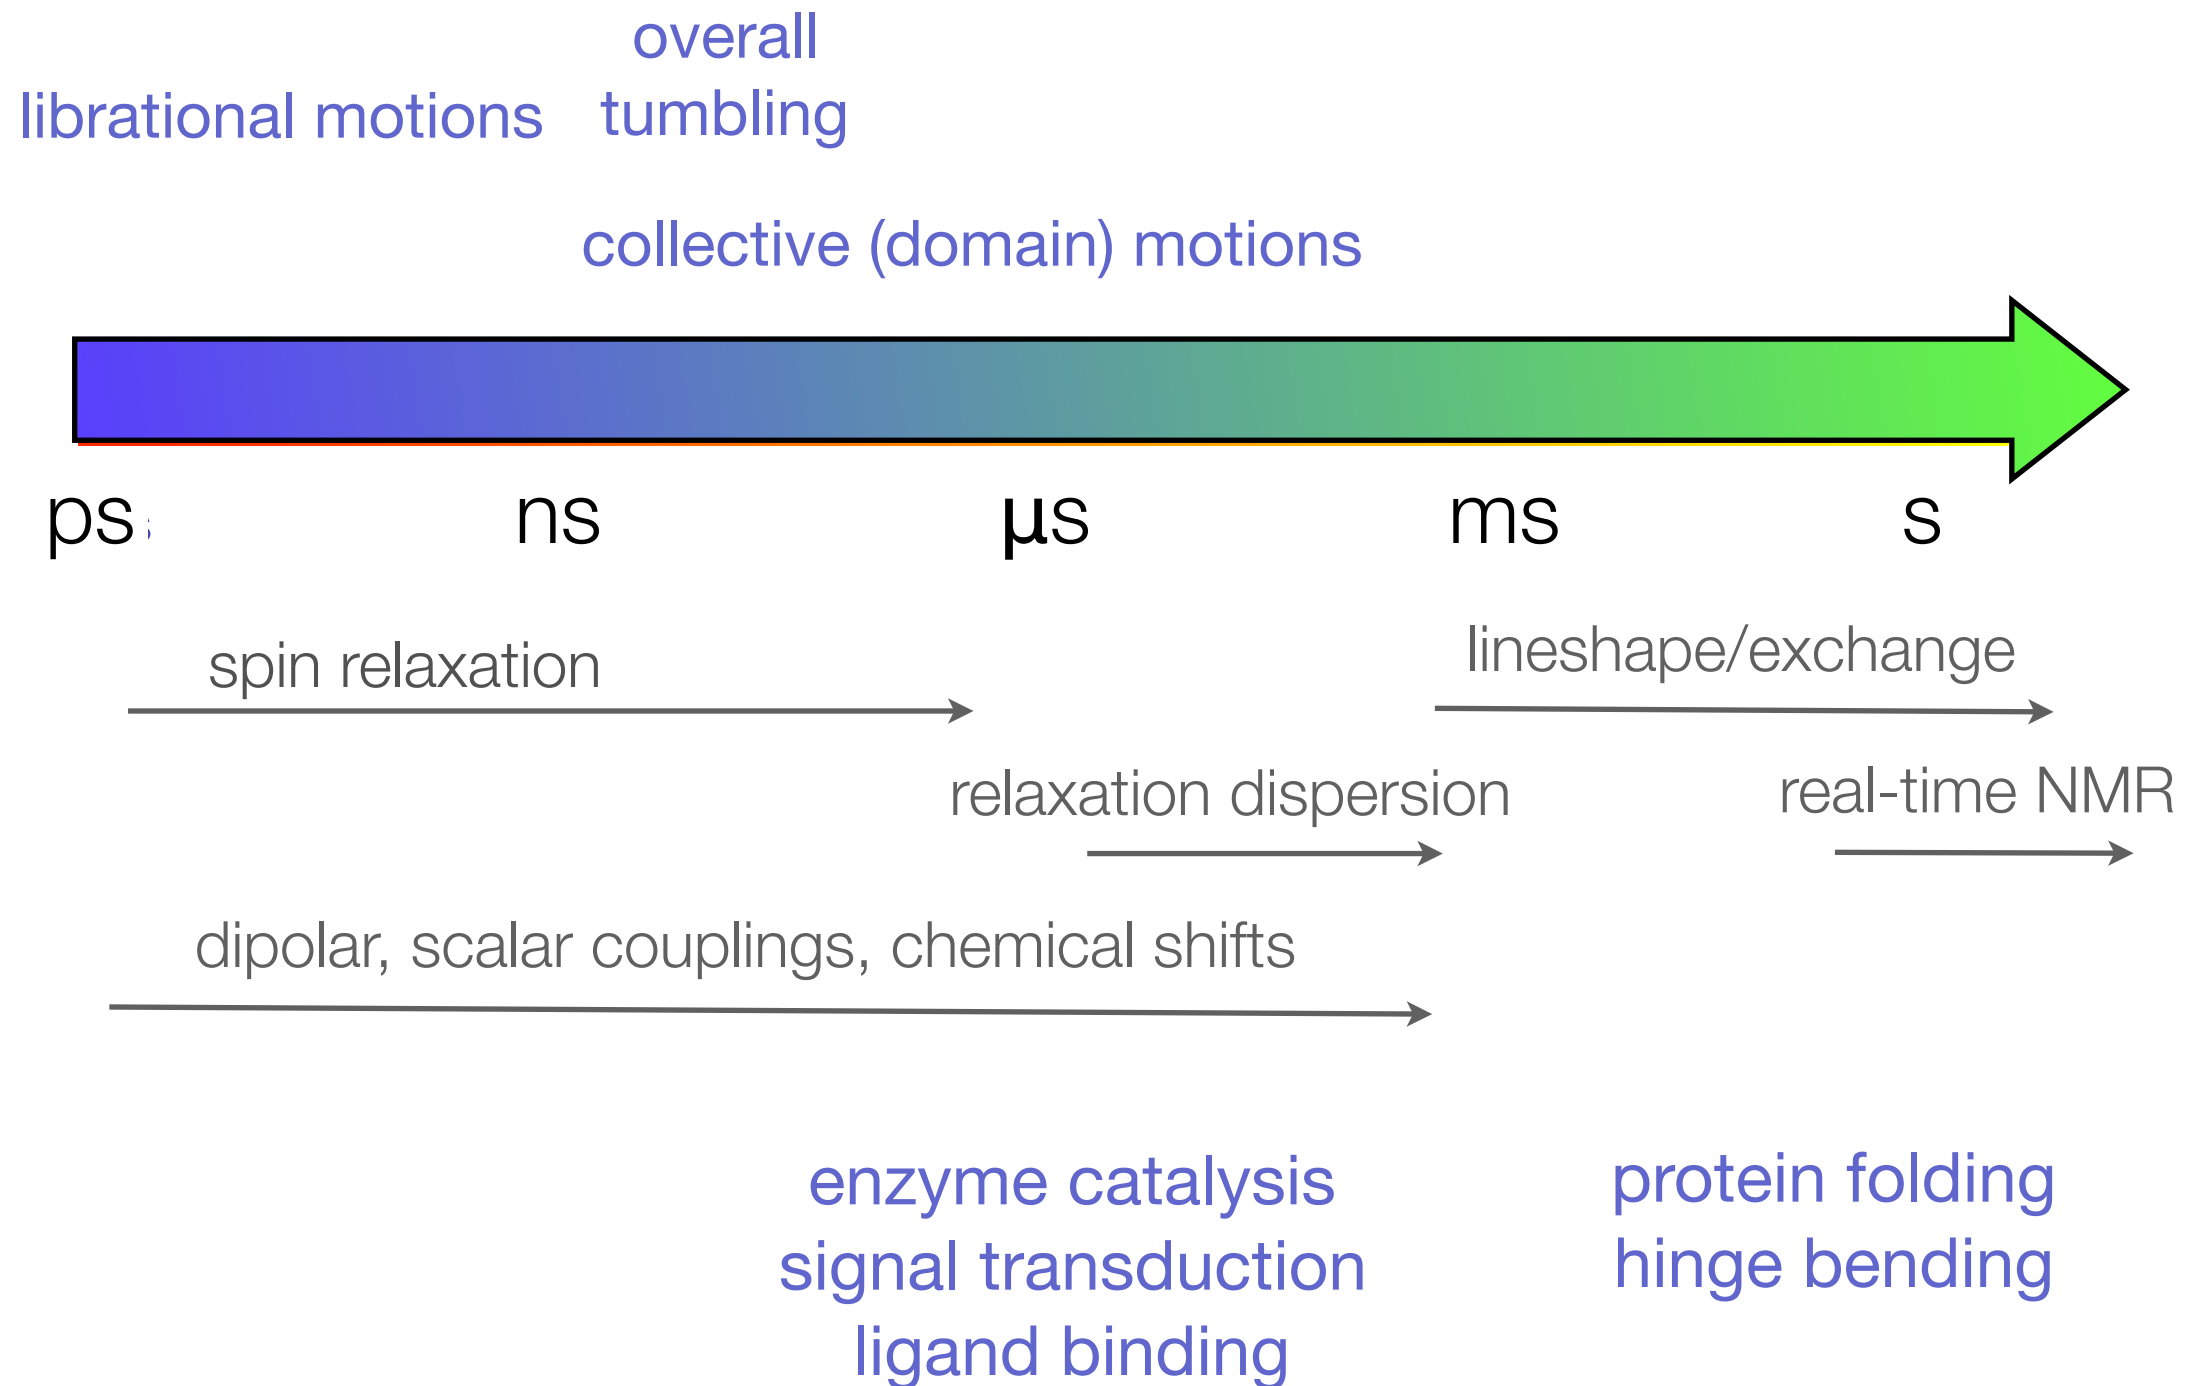 overall
librational motions tumbling
collective (domain) motions
ps ns µs ms s
spin relaxation
lineshape/exchange
relaxation dispersion
real-time NMR
dipolar, scalar couplings, chemical shifts
enzyme catalysis
signal transduction
ligand binding
protein folding
hinge bending